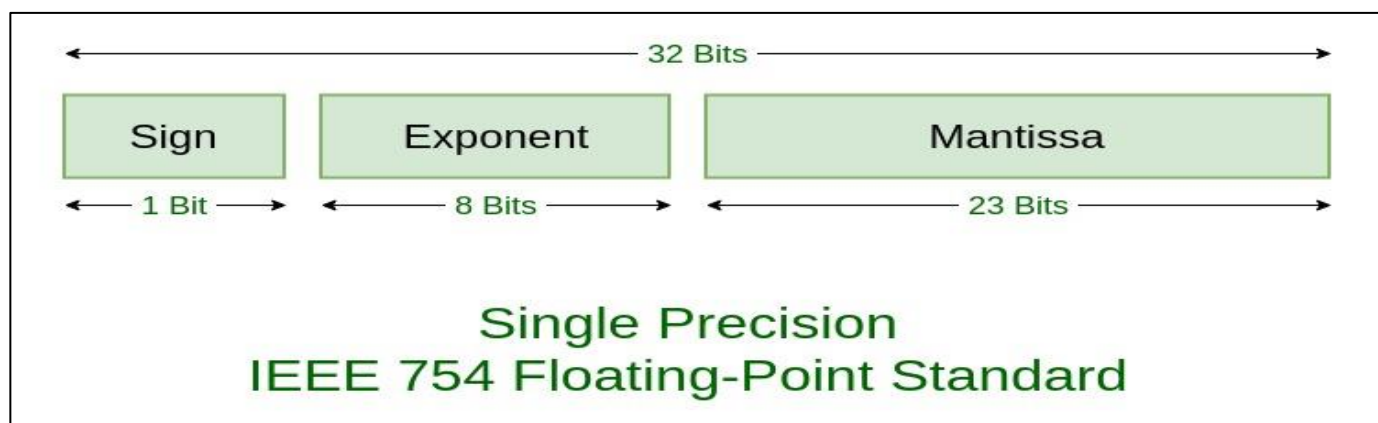 32 Bits
Sign Exponent Mantissa
1 Bit 8 Bits 23 Bits
Single Precision
IEEE 754 Floating-Point Standard